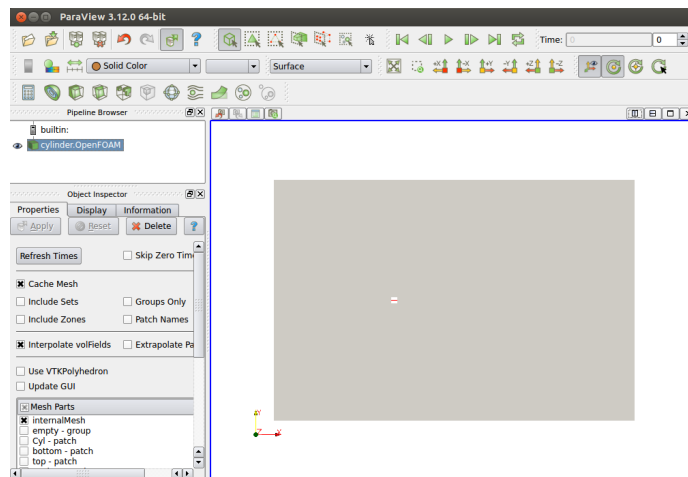 ParaView 3.12.0 64-bit
Time: 0 0
Solid Color Surface
+X -X +Y -Y +Z -Z
Pipeline Browser
builtin:
cylinder.OpenFOAM
Object Inspector
Properties Display Information
Apply Reset Delete ?
Refresh Times Skip Zero Time
Cache Mesh
Include Sets Groups Only
Include Zones Patch Names
Interpolate volFields Extrapolate Pa
Use VTKPolyhedron
Update GUI
Mesh Parts
internalMesh
empty - group
Cyl - patch
bottom - patch
top - patch
Y
Z X